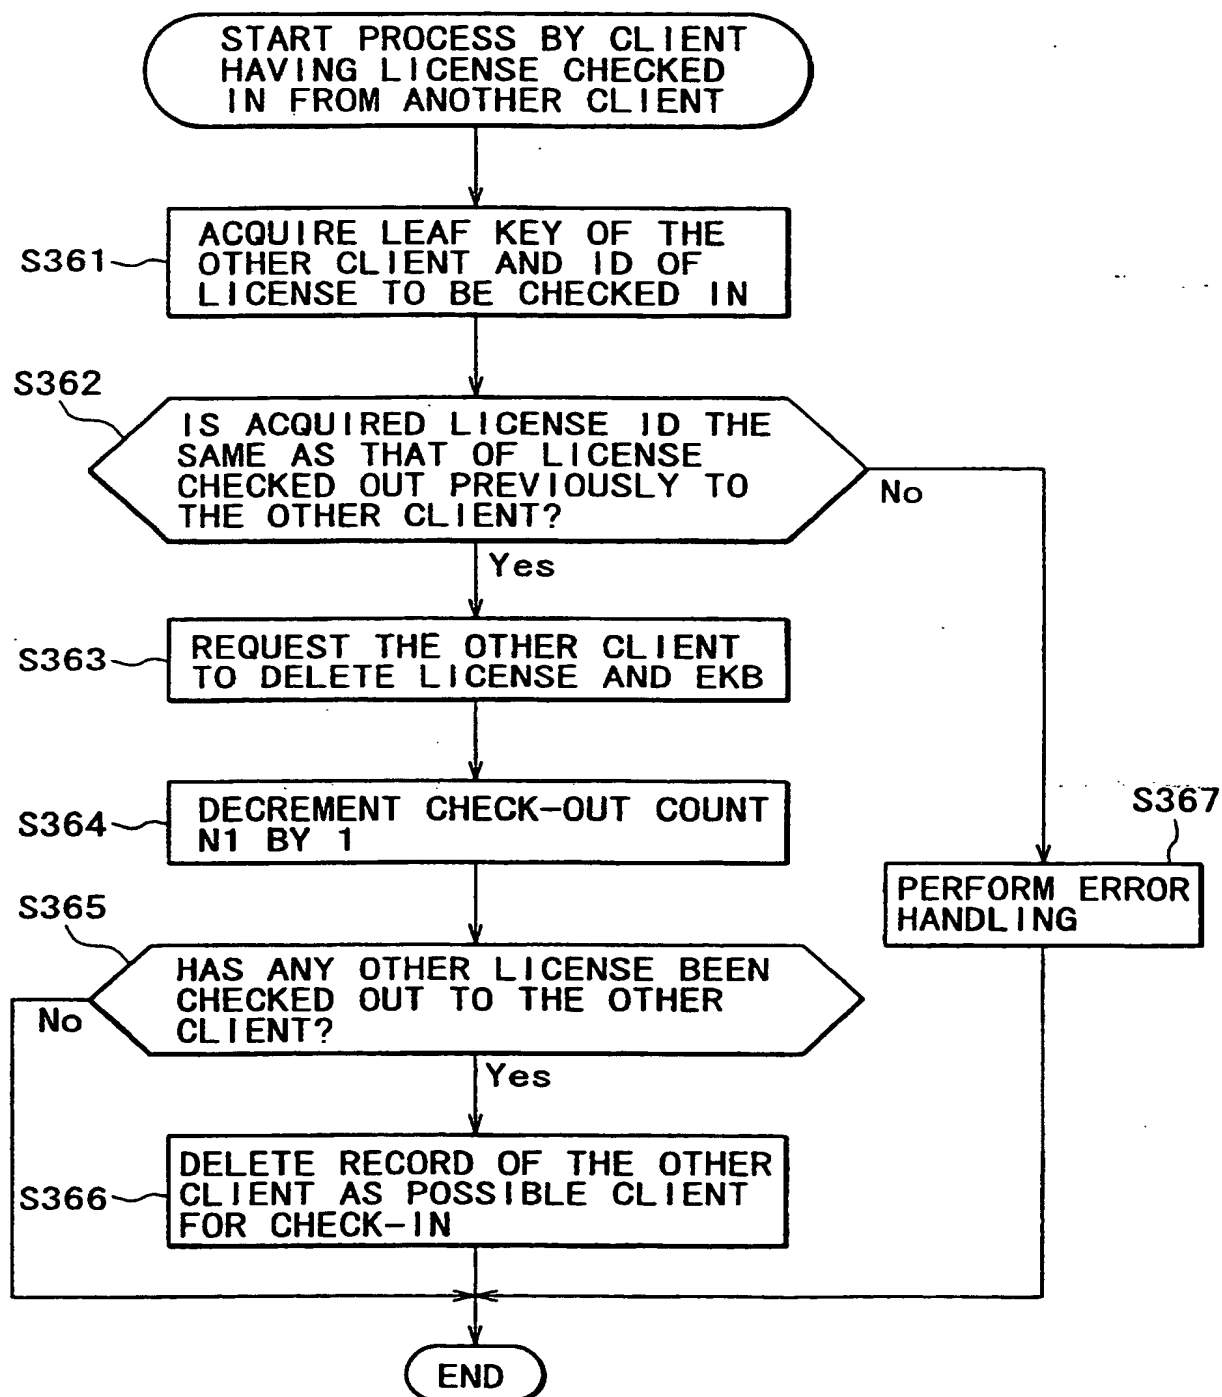 START PROCESS BY CLIENT
HAVING LICENSE CHECKED
IN FROM ANOTHER CLIENT
S361
ACQUIRE LEAF KEY OF THE
OTHER CLIENT AND ID OF
LICENSE TO BE CHECKED IN
S362
IS ACQUIRED LICENSE ID THE
SAME AS THAT OF LICENSE
CHECKED OUT PREVIOUSLY TO
THE OTHER CLIENT?
No
Yes
S363
REQUEST THE OTHER CLIENT
TO DELETE LICENSE AND EKB
S364
DECREMENT CHECK-OUT COUNT
N1 BY 1
S367
PERFORM ERROR
HANDLING
S365
HAS ANY OTHER LICENSE BEEN
CHECKED OUT TO THE OTHER
CLIENT?
No
Yes
S366
DELETE RECORD OF THE OTHER
CLIENT AS POSSIBLE CLIENT
FOR CHECK-IN
END